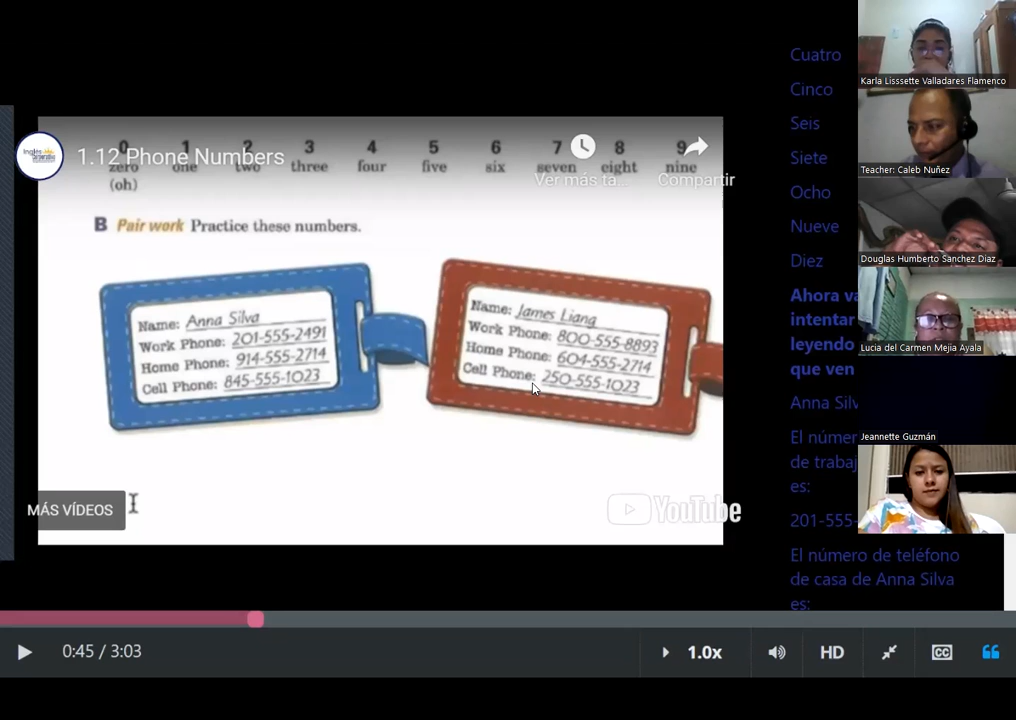 0 1 2 3 4 5 6 7 8 9
zero one two three four five six seven eight nine
(oh)
1.12 Phone Numbers
Ver más ta...
Compartir
B Pair work Practice these numbers.
Name: Anna Silva
Work Phone: 201-555-2491
Home Phone: 914-555-2714
Cell Phone: 845-555-1023
Name: James Liang
Work Phone: 800-555-8893
Home Phone: 604-555-2714
Cell Phone: 250-555-1023
MÁS VÍDEOS
YouTube
Cuatro
Cinco
Seis
Siete
Ocho
Nueve
Diez
Ahora va
intentar
leyendo
que ven
Anna Silv
El númer
de trabaj
es:
201-555-
El número de teléfono
de casa de Anna Silva
es:
Karla Lisssette Valladares Flamenco
Teacher: Caleb Nuñez
Douglas Humberto Sanchez Diaz
Lucia del Carmen Mejia Ayala
Jeannette Guzmán
0:45 / 3:03
1.0x
HD
CC